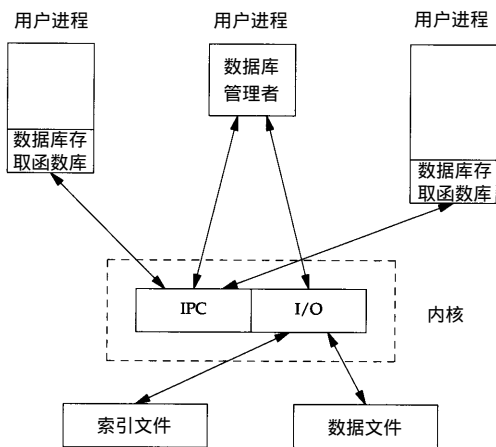 用户进程
用户进程
用户进程
数据库
管理者
数据库存
取函数库
数据库存
取函数库
IPC
I/O
内核
索引文件
数据文件